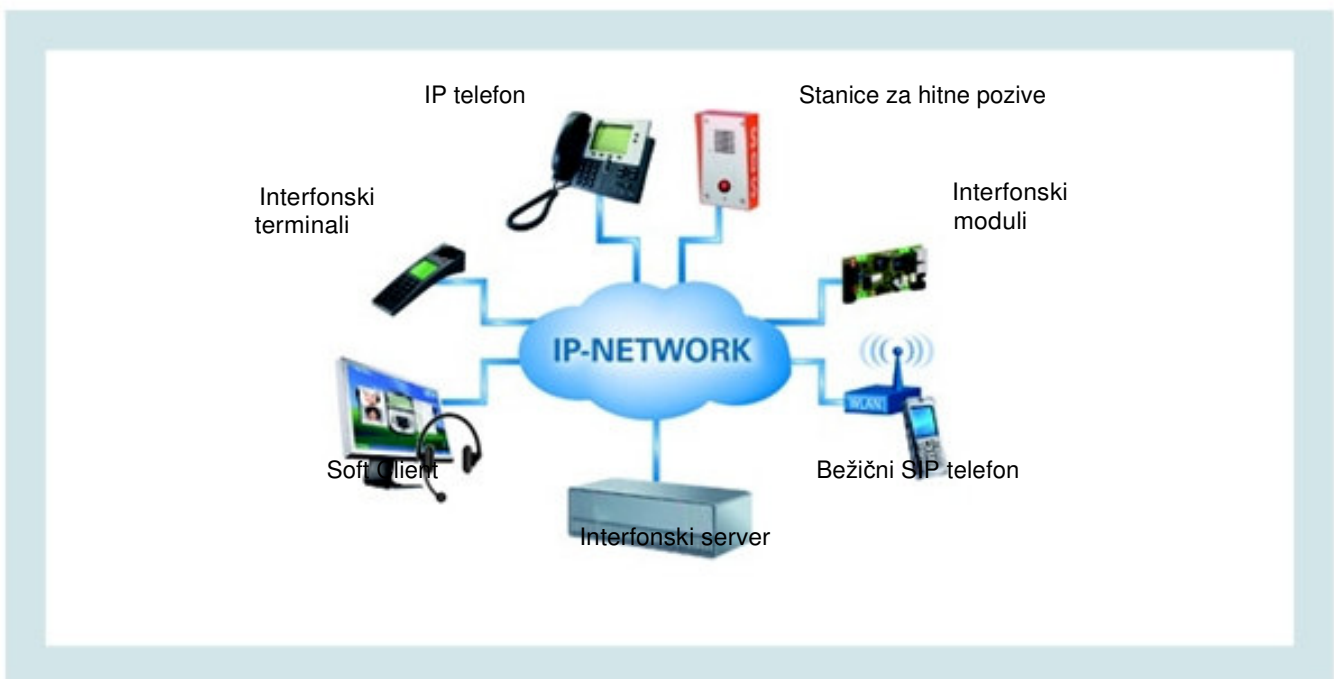 IP telefon
Stanice za hitne pozive
Interfonski
terminali
Interfonski
moduli
IP-NETWORK
WLAN
Soft Client
Bežični SIP telefon
Interfonski server